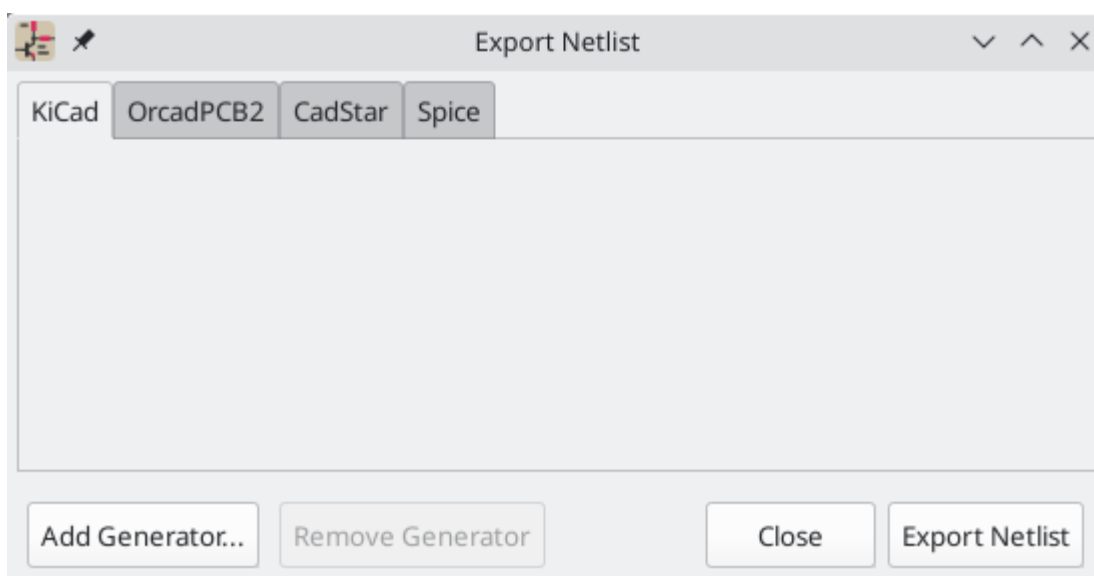 Export Netlist
KiCad OrcadPCB2 CadStar Spice
Add Generator... Remove Generator Close Export Netlist